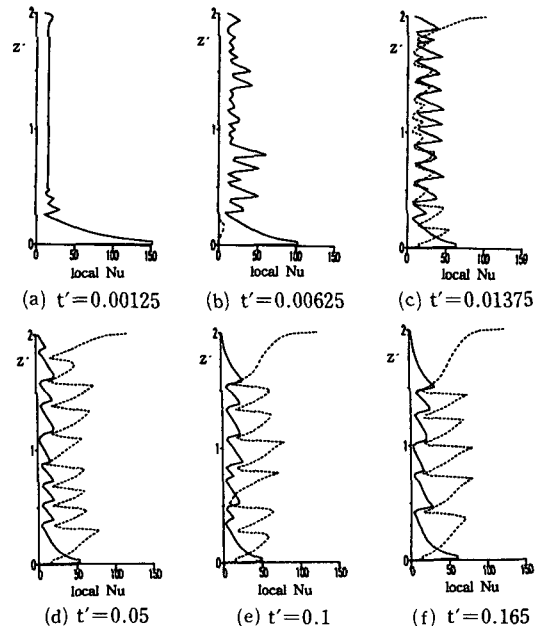 2
z'
1
0
0 50 100 150
local Nu
(a) t'=0.00125
2
z'
1
0
0 50 100 150
local Nu
(b) t'=0.00625
2
z'
1
0
0 50 100 150
local Nu
(c) t'=0.01375
2
z'
1
0
0 50 100 150
local Nu
(d) t'=0.05
2
z'
1
0
0 50 100 150
local Nu
(e) t'=0.1
2
z'
1
0
0 50 100 150
local Nu
(f) t'=0.165